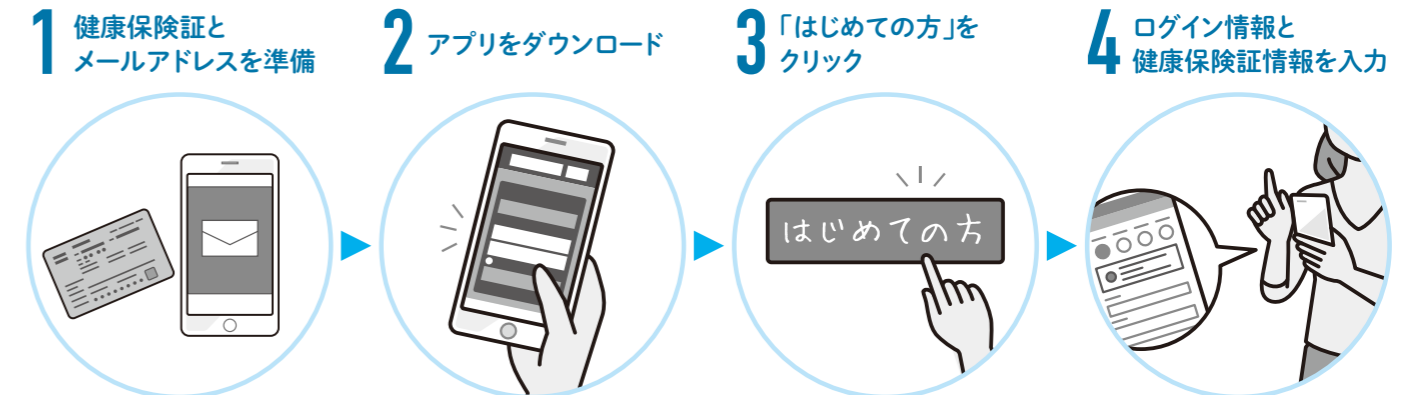 1 健康保険証と
メールアドレスを準備
2 アプリをダウンロード
3 「はじめての方」を
クリック
4 ログイン情報と
健康保険証情報を入力
はじめての方